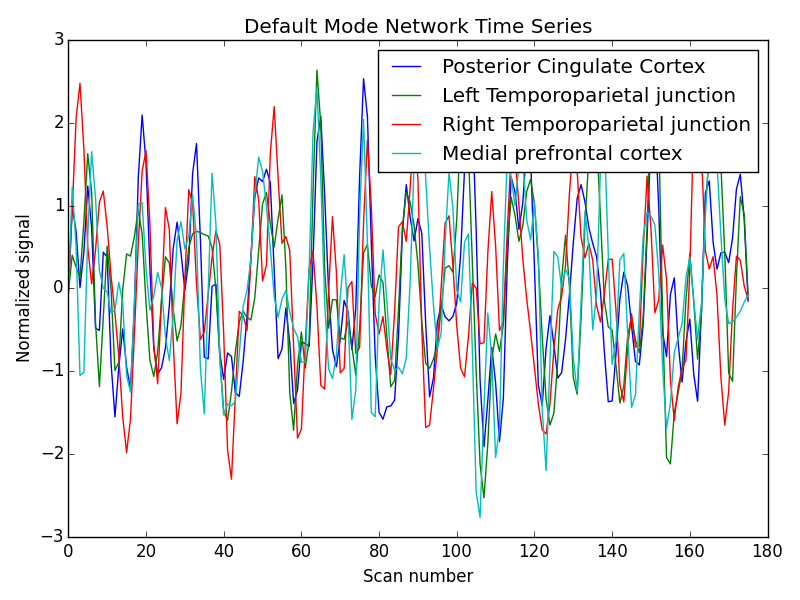 Default Mode Network Time Series
3
2
1
0
−1
−2
−3
Normalized signal
Posterior Cingulate Cortex
Left Temporoparietal junction
Right Temporoparietal junction
Medial prefrontal cortex
0 20 40 60 80 100 120 140 160 180
Scan number